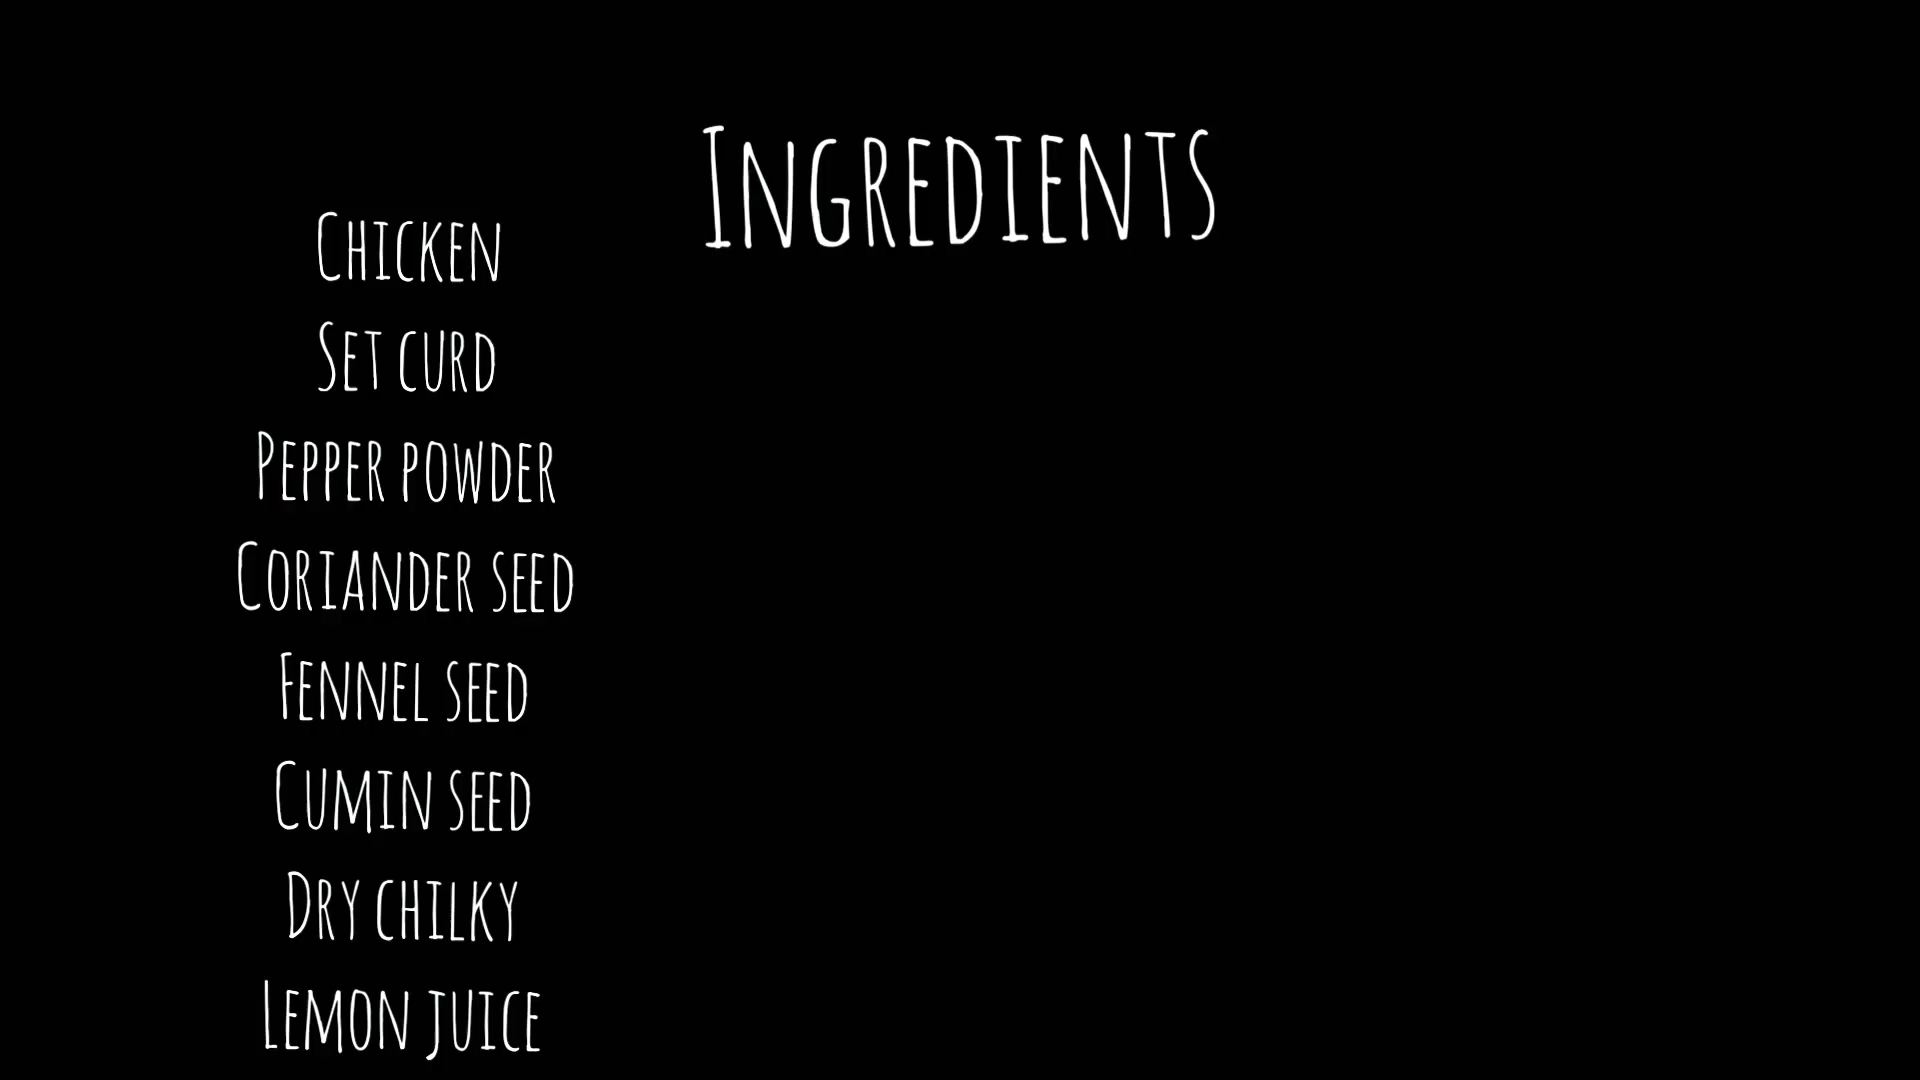 Ingredients
Chicken
Set curd
Pepper powder
Coriander seed
Fennel seed
Cumin seed
Dry chilky
Lemon juice